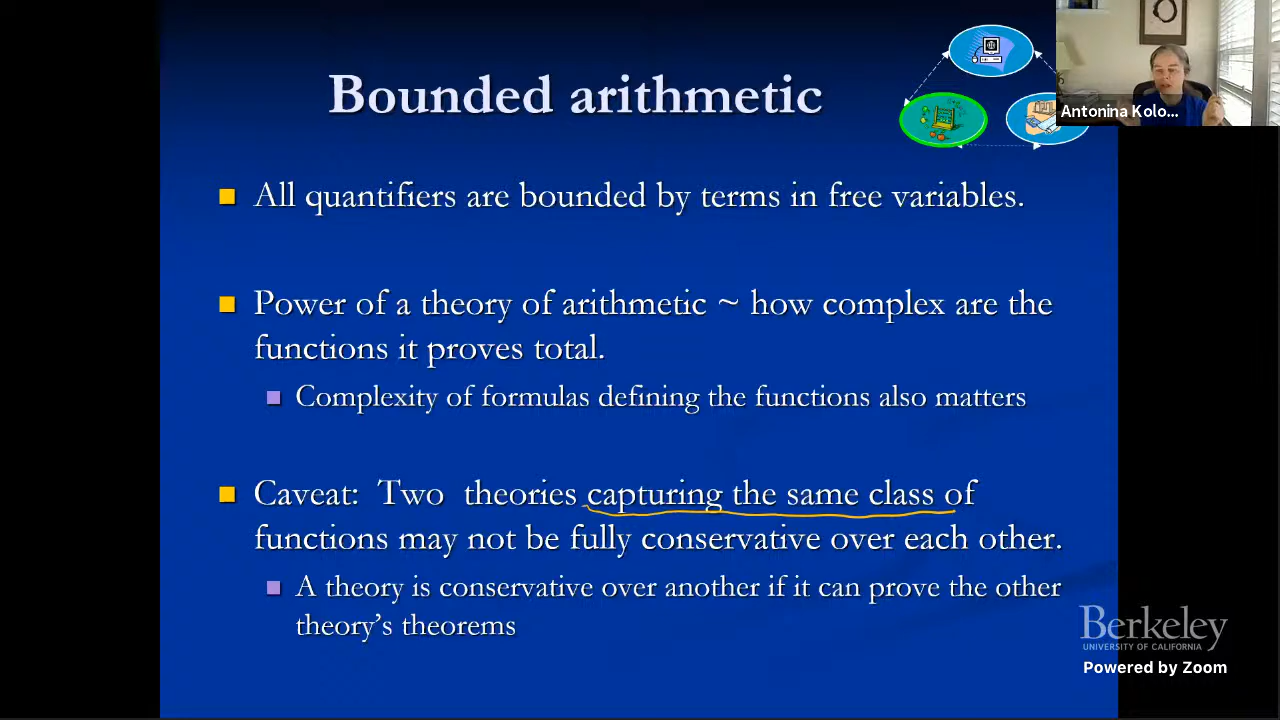 Bounded arithmetic
Antonina Kolo...
All quantifiers are bounded by terms in free variables.
Power of a theory of arithmetic ~ how complex are the
functions it proves total.
Complexity of formulas defining the functions also matters
Caveat: Two theories capturing the same class of
functions may not be fully conservative over each other.
A theory is conservative over another if it can prove the other
theory's theorems
Berkeley
UNIVERSITY OF CALIFORNIA
Powered by Zoom